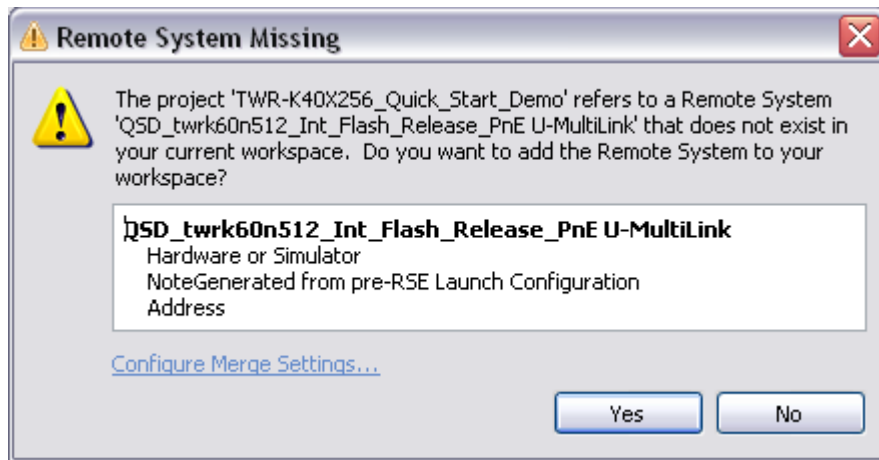 Remote System Missing
The project 'TWR-K40X256_Quick_Start_Demo' refers to a Remote System
'QSD_twrk60n512_Int_Flash_Release_PnE U-MultiLink' that does not exist in
your current workspace.  Do you want to add the Remote System to your
workspace?
QSD_twrk60n512_Int_Flash_Release_PnE U-MultiLink
Hardware or Simulator
NoteGenerated from pre-RSE Launch Configuration
Address
Configure Merge Settings...
Yes No